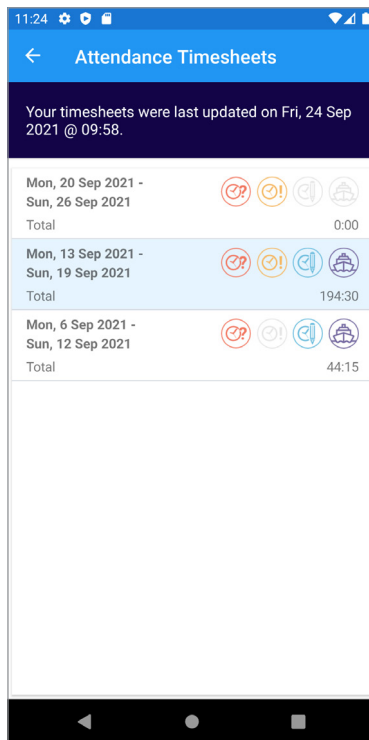 11:24
Attendance Timesheets
Your timesheets were last updated on Fri, 24 Sep
2021 @ 09:58.
Mon, 20 Sep 2021 -
Sun, 26 Sep 2021
Total 0:00
Mon, 13 Sep 2021 -
Sun, 19 Sep 2021
Total 194:30
Mon, 6 Sep 2021 -
Sun, 12 Sep 2021
Total 44:15